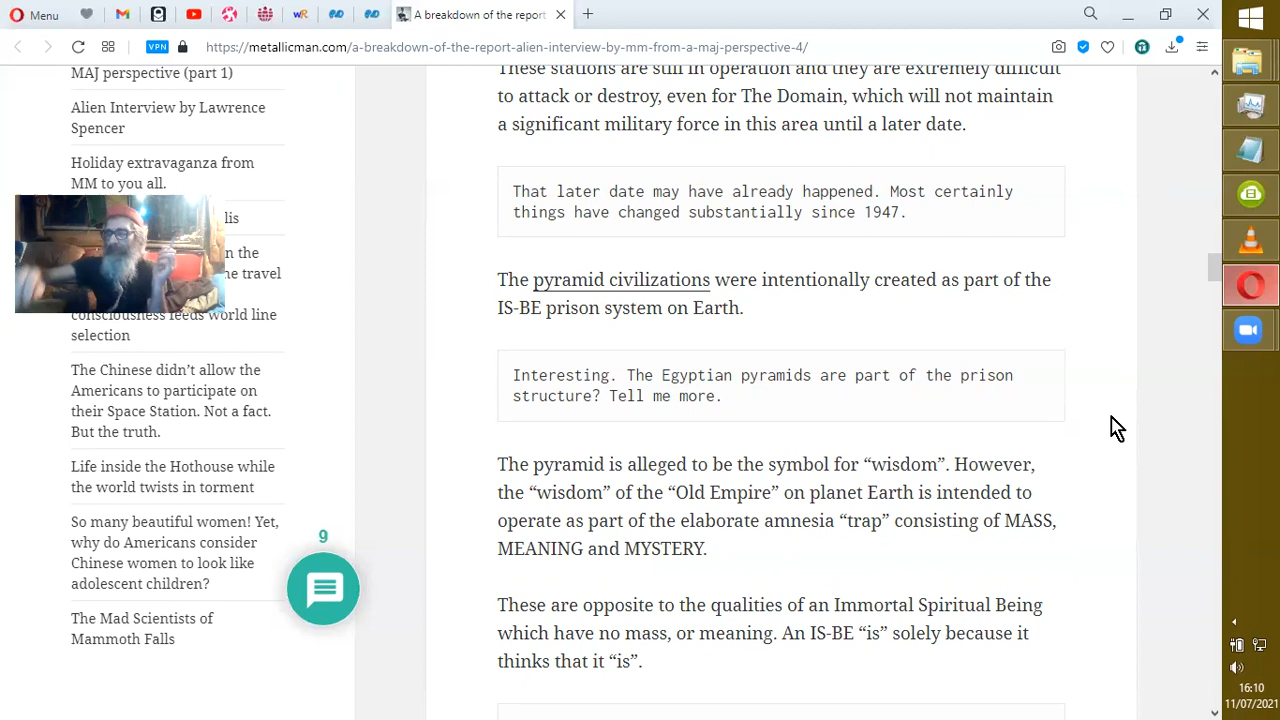 Menu
A breakdown of the report
VPN
https://metallicman.com/a-breakdown-of-the-report-alien-interview-by-mm-from-a-maj-perspective-4/
MAJ perspective (part 1)
Alien Interview by Lawrence
Spencer
Holiday extravaganza from
MM to you all.
lis
n the
ne travel
consciousness feeds world line
selection
The Chinese didn’t allow the
Americans to participate on
their Space Station. Not a fact.
But the truth.
Life inside the Hothouse while
the world twists in torment
So many beautiful women! Yet,
why do Americans consider
Chinese women to look like
adolescent children?
The Mad Scientists of
Mammoth Falls
9
These stations are still in operation and they are extremely difficult
to attack or destroy, even for The Domain, which will not maintain
a significant military force in this area until a later date.
That later date may have already happened. Most certainly
things have changed substantially since 1947.
The pyramid civilizations were intentionally created as part of the
IS-BE prison system on Earth.
Interesting. The Egyptian pyramids are part of the prison
structure? Tell me more.
The pyramid is alleged to be the symbol for “wisdom”. However,
the “wisdom” of the “Old Empire” on planet Earth is intended to
operate as part of the elaborate amnesia “trap” consisting of MASS,
MEANING and MYSTERY.
These are opposite to the qualities of an Immortal Spiritual Being
which have no mass, or meaning. An IS-BE “is” solely because it
thinks that it “is”.
16:10
11/07/2021